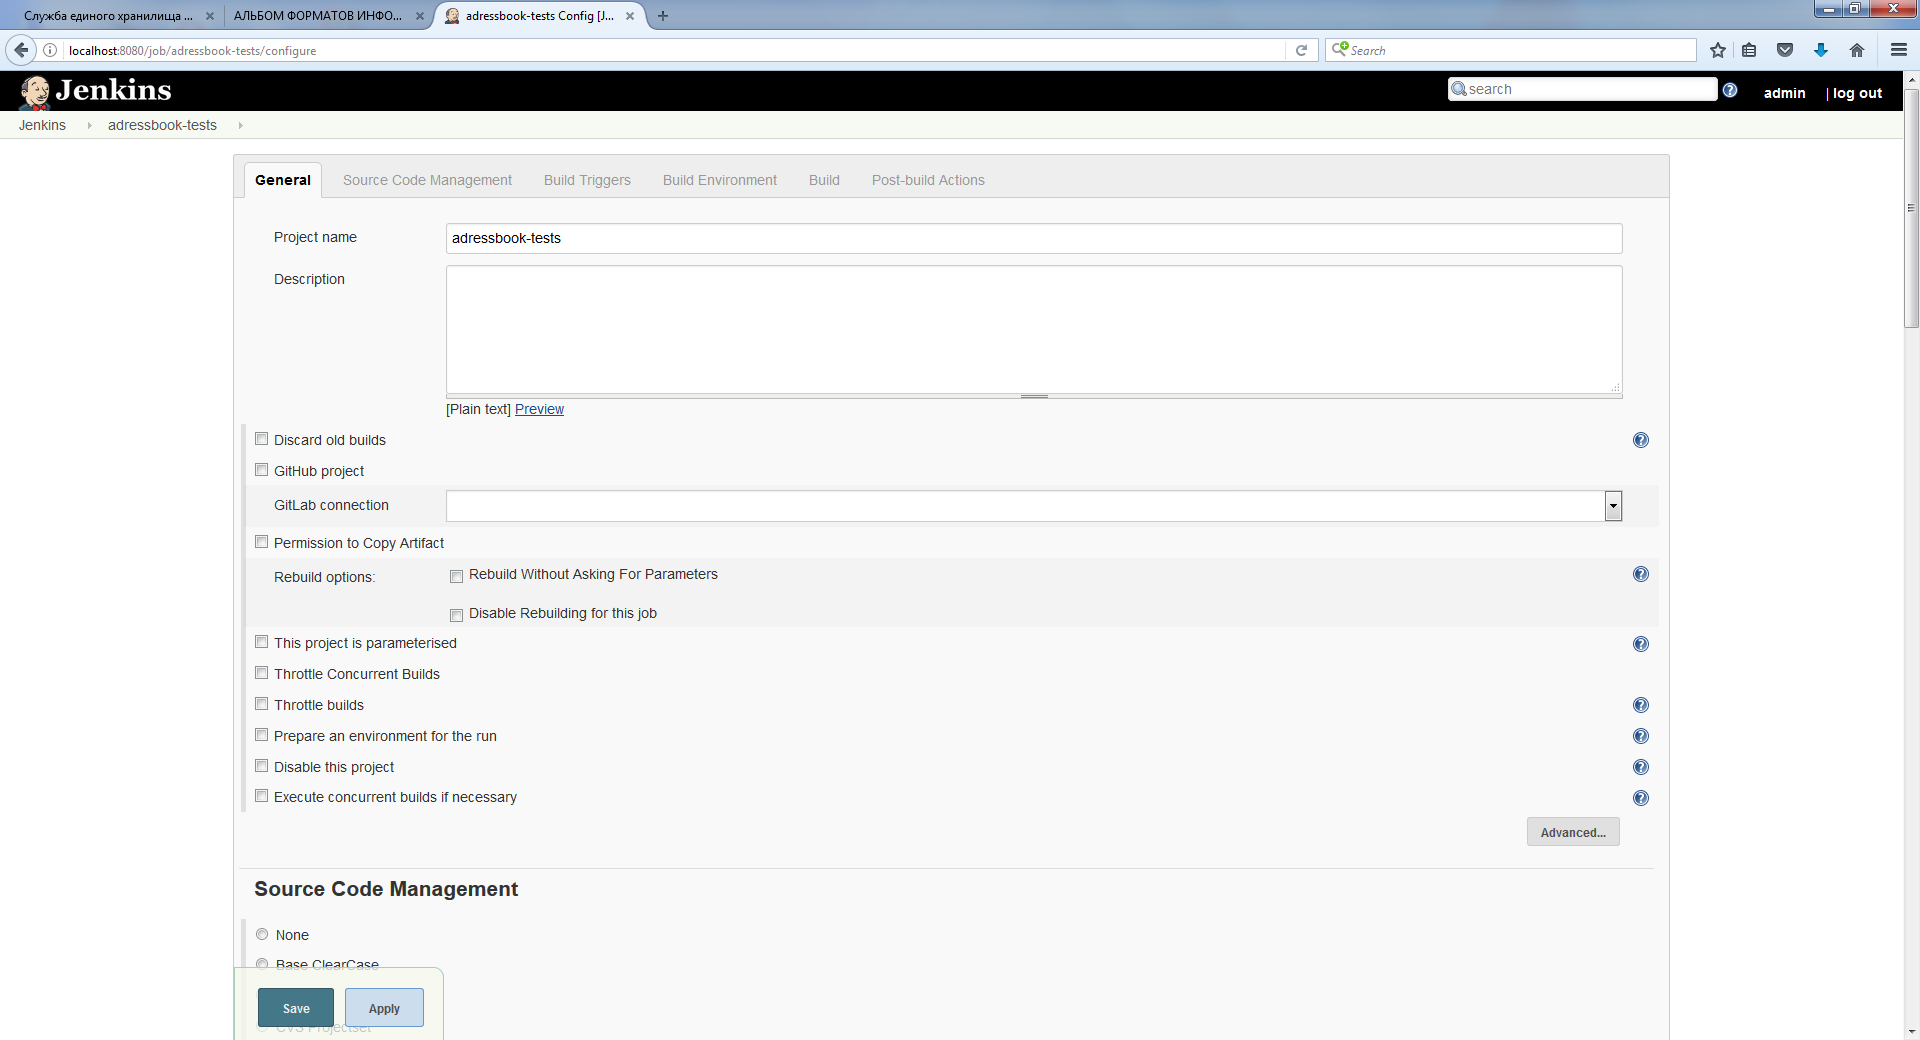 Служба единого хранилища ...
АЛЬБОМ ФОРМАТОВ ИНФО...
adressbook-tests Config [J...
localhost:8080/job/adressbook-tests/configure
Search
Jenkins
search
admin
| log out
Jenkins
adressbook-tests
General
Source Code Management
Build Triggers
Build Environment
Build
Post-build Actions
Project name
adressbook-tests
Description
[Plain text] Preview
Discard old builds
GitHub project
GitLab connection
Permission to Copy Artifact
Rebuild options:
Rebuild Without Asking For Parameters
Disable Rebuilding for this job
This project is parameterised
Throttle Concurrent Builds
Throttle builds
Prepare an environment for the run
Disable this project
Execute concurrent builds if necessary
Advanced...
Source Code Management
None
Base ClearCase
Save
Apply
CVS Projectset